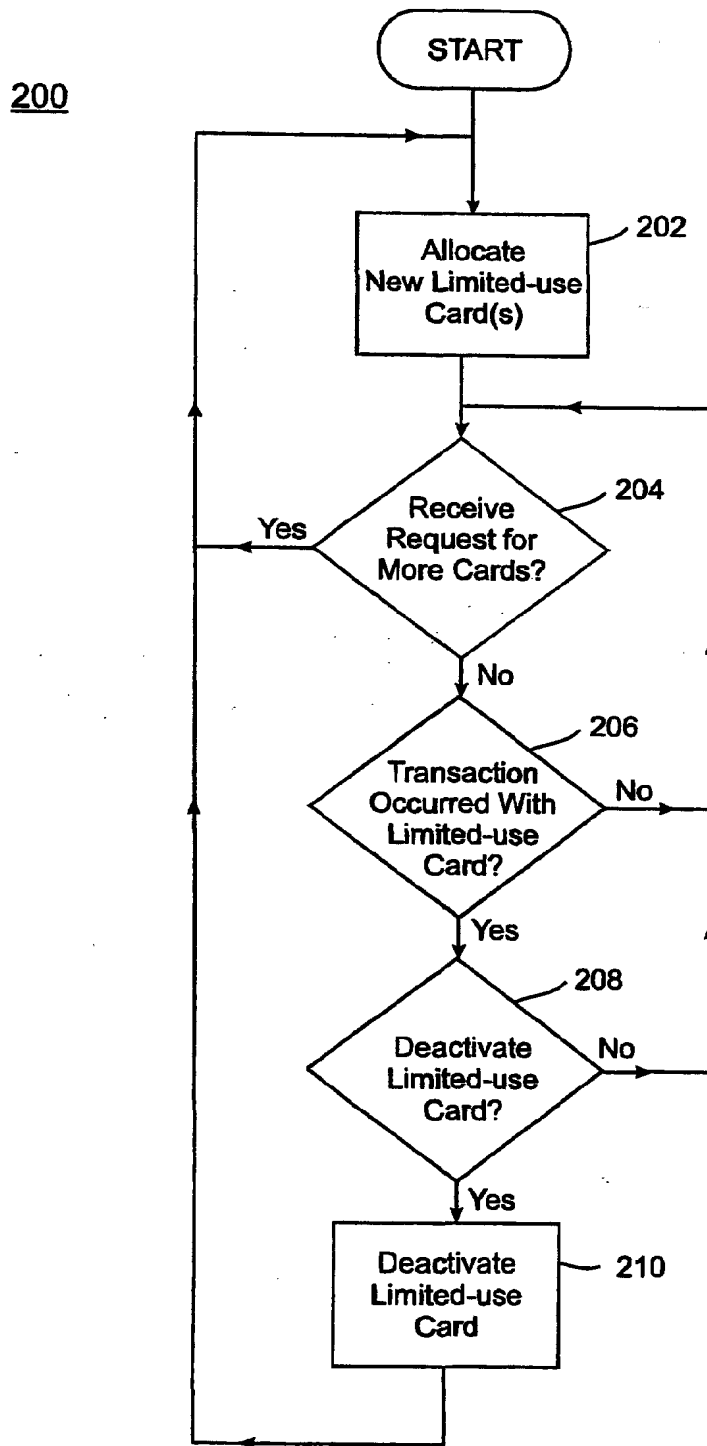 START
200
202
Allocate
New Limited-use
Card(s)
204
Receive
Request for
More Cards?
Yes
No
206
Transaction
Occurred With
Limited-use
Card?
No
Yes
208
Deactivate
Limited-use
Card?
No
Yes
Deactivate
Limited-use
Card
210